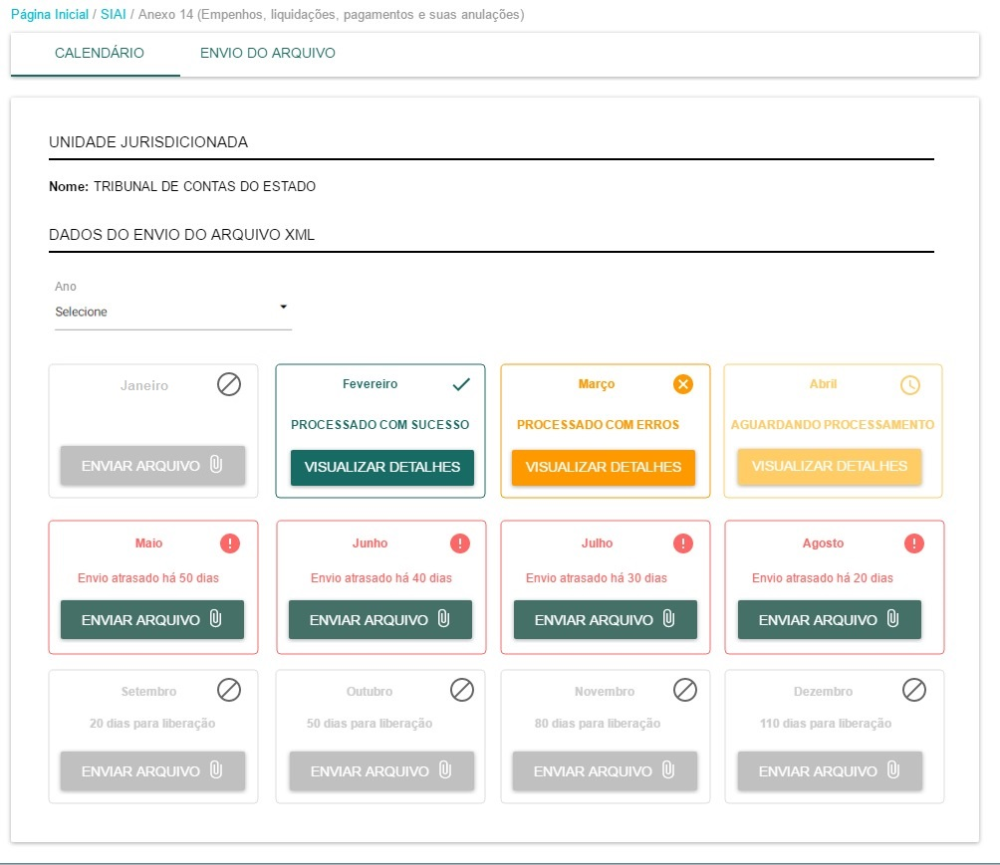 Página Inicial / SIAI / Anexo 14 (Empenhos, liquidações, pagamentos e suas anulações)
CALENDÁRIO ENVIO DO ARQUIVO
UNIDADE JURISDICIONADA
Nome: TRIBUNAL DE CONTAS DO ESTADO
DADOS DO ENVIO DO ARQUIVO XML
Ano
Selecione
Janeiro
ENVIAR ARQUIVO
Fevereiro
PROCESSADO COM SUCESSO
VISUALIZAR DETALHES
Março
PROCESSADO COM ERROS
VISUALIZAR DETALHES
Abril
AGUARDANDO PROCESSAMENTO
VISUALIZAR DETALHES
Maio
Envio atrasado há 50 dias
ENVIAR ARQUIVO
Junho
Envio atrasado há 40 dias
ENVIAR ARQUIVO
Julho
Envio atrasado há 30 dias
ENVIAR ARQUIVO
Agosto
Envio atrasado há 20 dias
ENVIAR ARQUIVO
Setembro
20 dias para liberação
ENVIAR ARQUIVO
Outubro
50 dias para liberação
ENVIAR ARQUIVO
Novembro
80 dias para liberação
ENVIAR ARQUIVO
Dezembro
110 dias para liberação
ENVIAR ARQUIVO